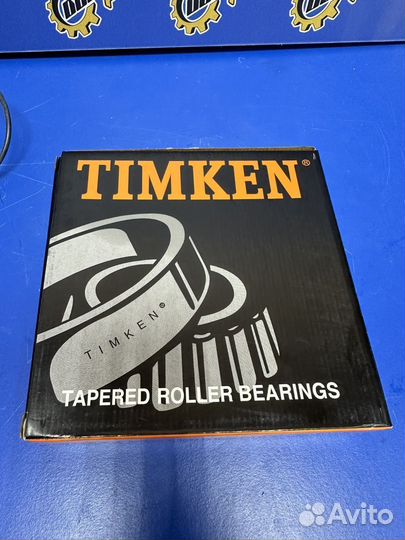 TIMKEN®
TIMKEN®
TAPERED ROLLER BEARINGS
Avito